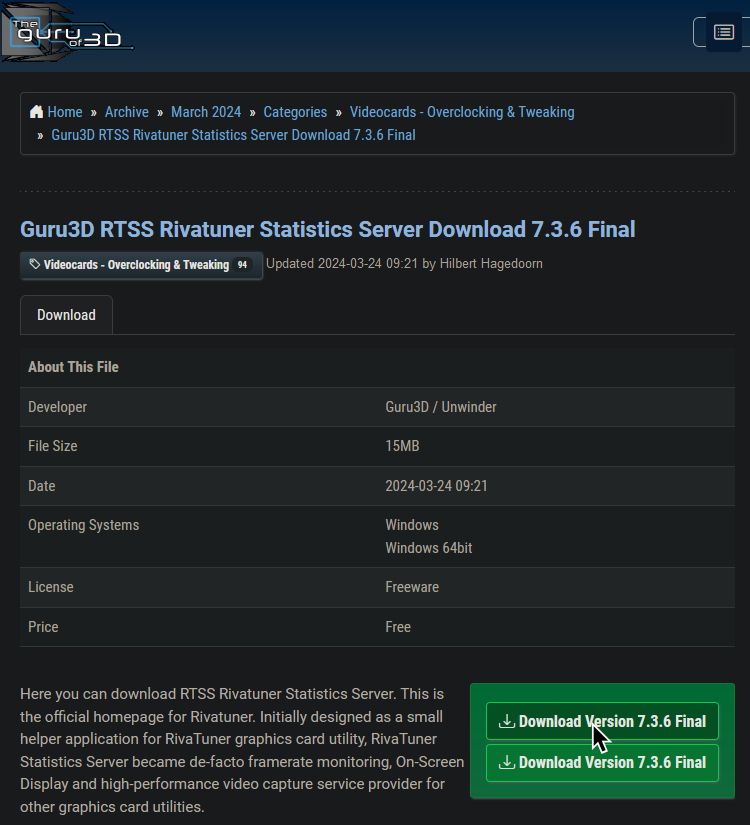 The
guru
of 3D
Home » Archive » March 2024 » Categories » Videocards - Overclocking & Tweaking
» Guru3D RTSS Rivatuner Statistics Server Download 7.3.6 Final
Guru3D RTSS Rivatuner Statistics Server Download 7.3.6 Final
Videocards - Overclocking & Tweaking 94 Updated 2024-03-24 09:21 by Hilbert Hagedoorn
Download
About This File
Developer Guru3D / Unwinder
File Size 15MB
Date 2024-03-24 09:21
Operating Systems Windows
Windows 64bit
License Freeware
Price Free
Here you can download RTSS Rivatuner Statistics Server. This is
the official homepage for Rivatuner. Initially designed as a small
helper application for RivaTuner graphics card utility, RivaTuner
Statistics Server became de-facto framerate monitoring, On-Screen
Display and high-performance video capture service provider for
other graphics card utilities.
Download Version 7.3.6 Final
Download Version 7.3.6 Final